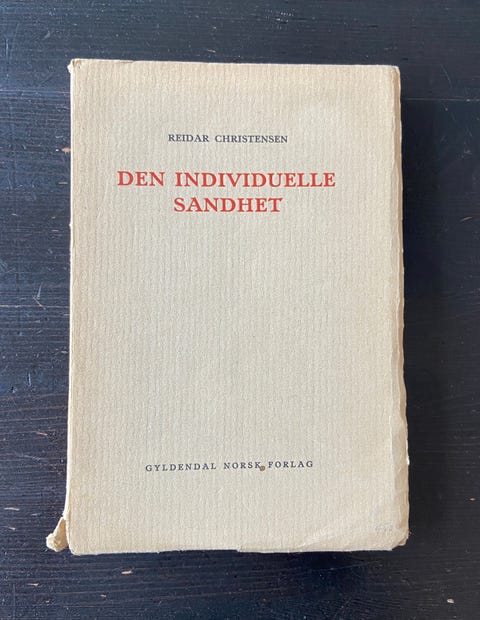 REIDAR CHRISTENSEN
DEN INDIVIDUELLE
SANDHET
GYLDENDAL NORSK FORLAG